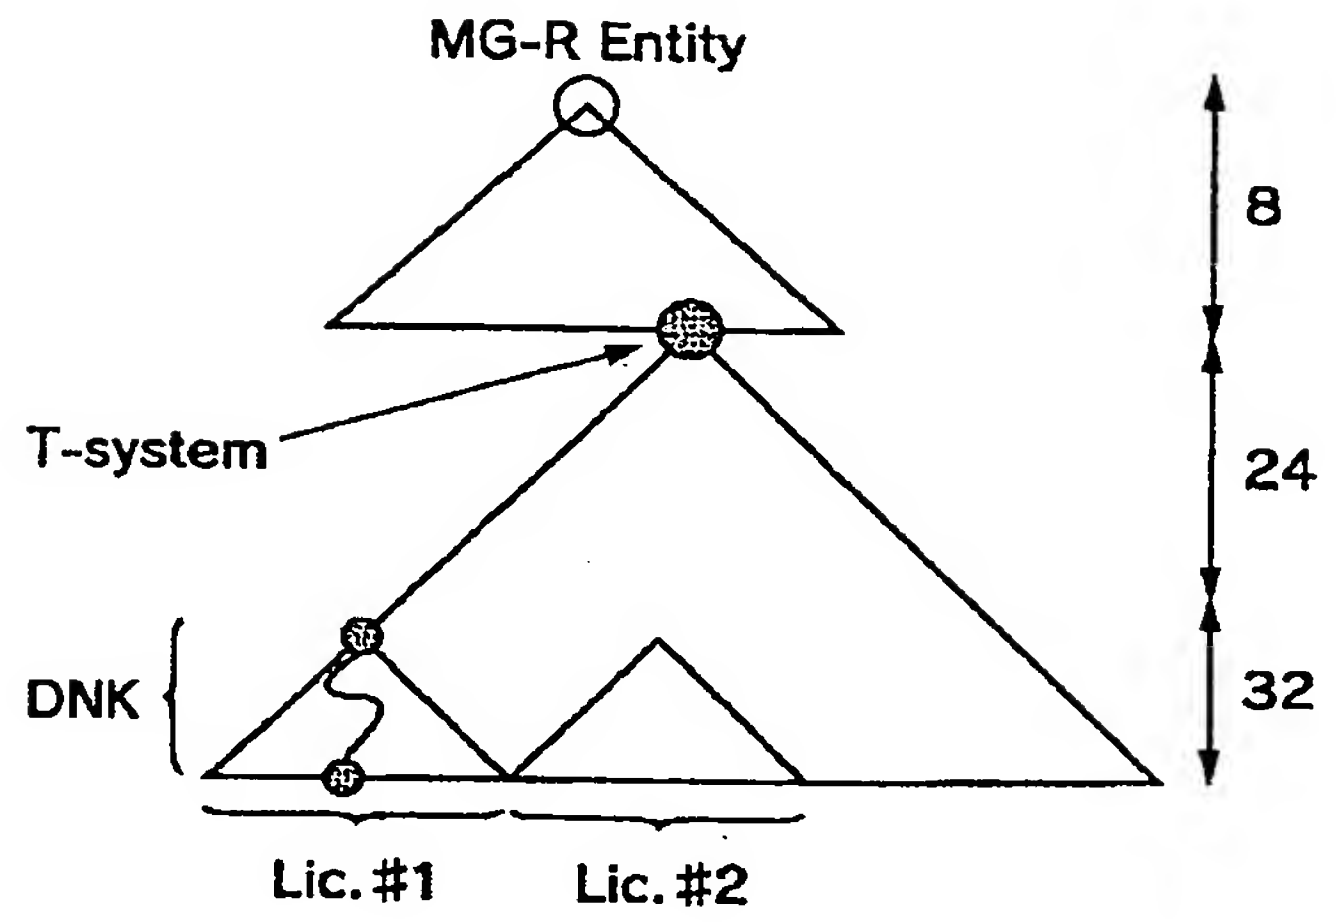 MG-R Entity
8
T-system
24
DNK
32
Lic. #1
Lic. #2